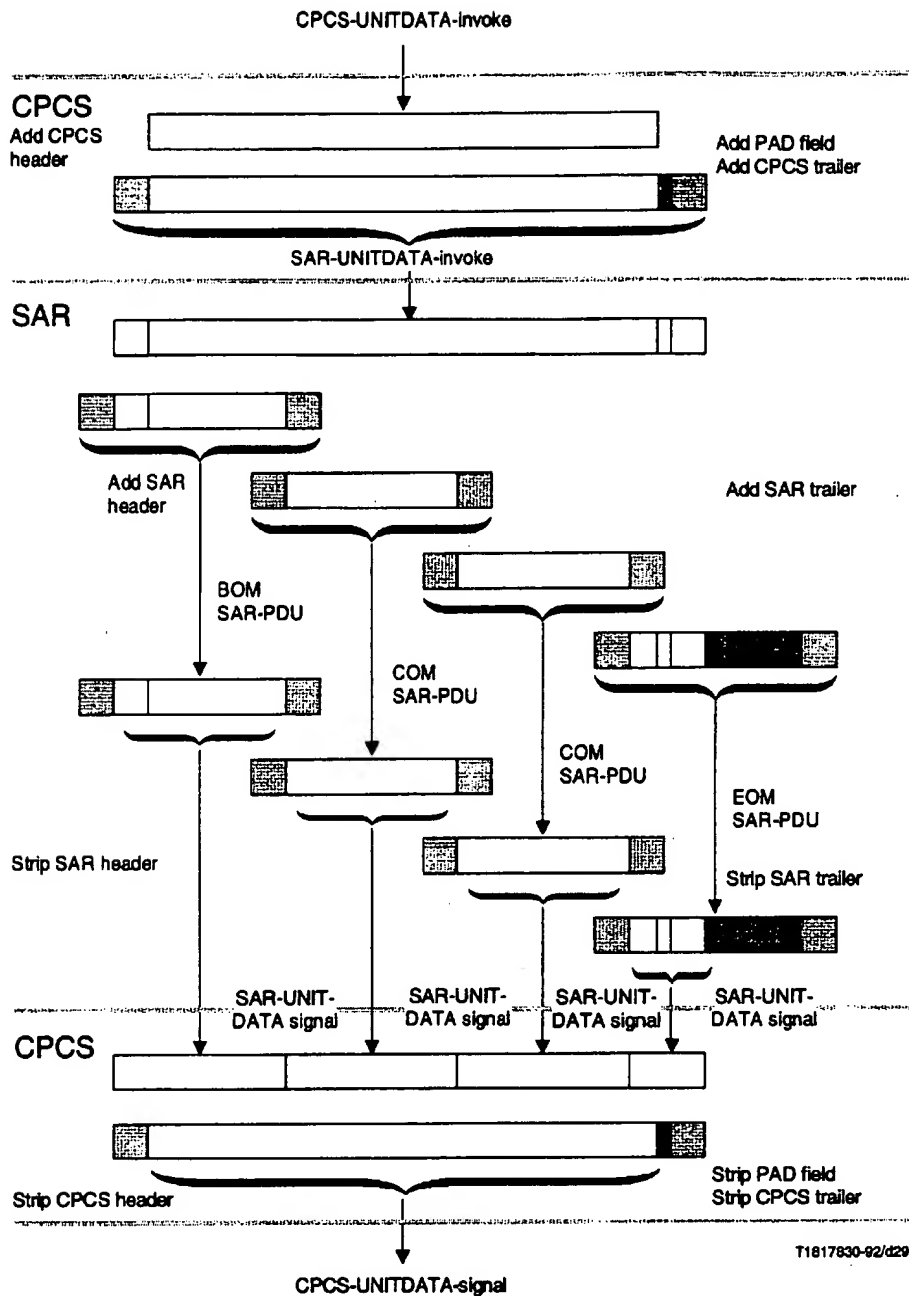 CPCS-UNITDATA-invoke
CPCS
Add CPCS
header
Add PAD field
Add CPCS trailer
SAR-UNITDATA-invoke
SAR
Add SAR
header
Add SAR trailer
BOM
SAR-PDU
COM
SAR-PDU
COM
SAR-PDU
EOM
SAR-PDU
Strip SAR header
Strip SAR trailer
SAR-UNIT-
DATA signal
SAR-UNIT-
DATA signal
SAR-UNIT-
DATA signal
SAR-UNIT-
DATA signal
CPCS
Strip CPCS header
Strip PAD field
Strip CPCS trailer
T1817830-92/d29
CPCS-UNITDATA-signal